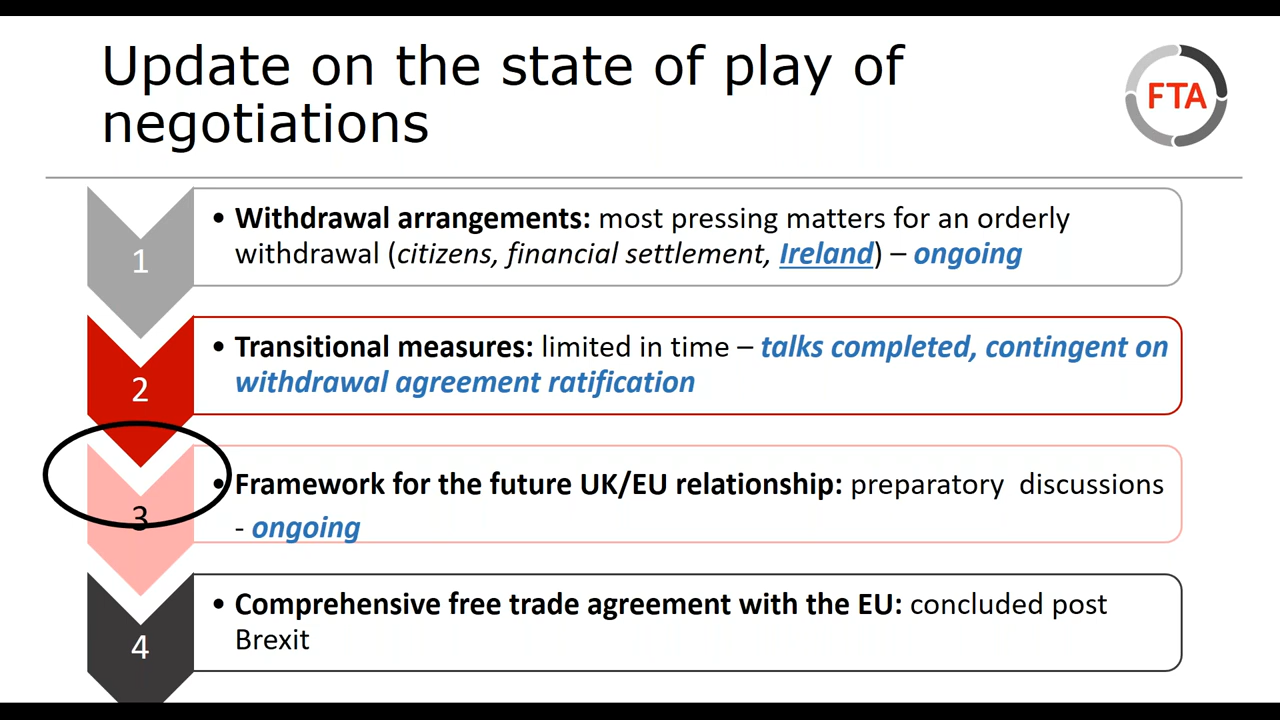 Update on the state of play of
negotiations
FTA
1
• Withdrawal arrangements: most pressing matters for an orderly
withdrawal (citizens, financial settlement, Ireland) – ongoing
2
• Transitional measures: limited in time – talks completed, contingent on
withdrawal agreement ratification
3
• Framework for the future UK/EU relationship: preparatory  discussions
- ongoing
4
• Comprehensive free trade agreement with the EU: concluded post
Brexit